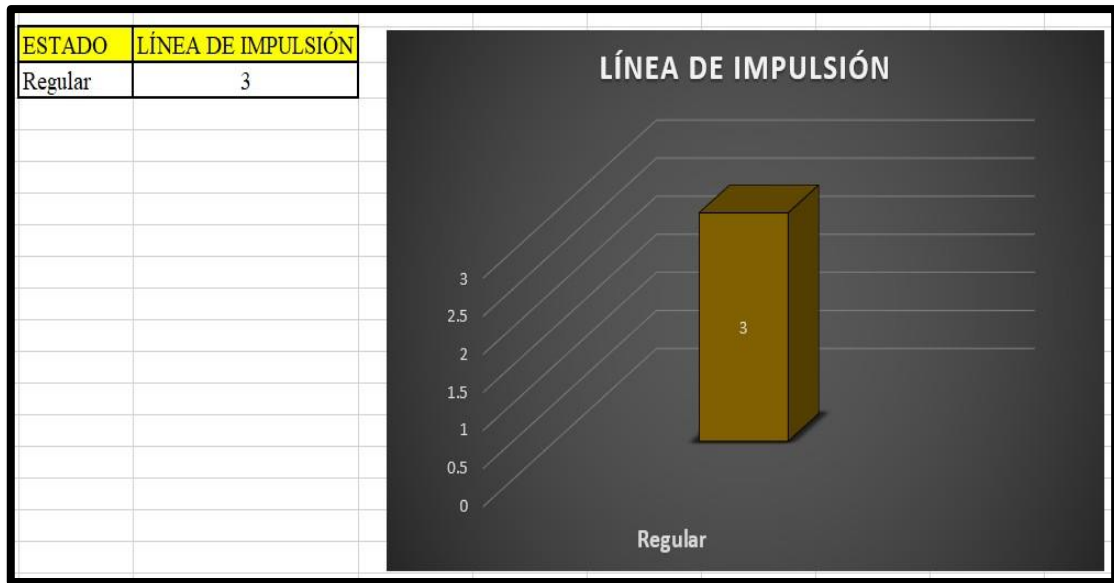 ESTADO LÍNEA DE IMPULSIÓN
Regular 3
LÍNEA DE IMPULSIÓN
3
2.5
2
1.5
1
0.5
0
3
Regular